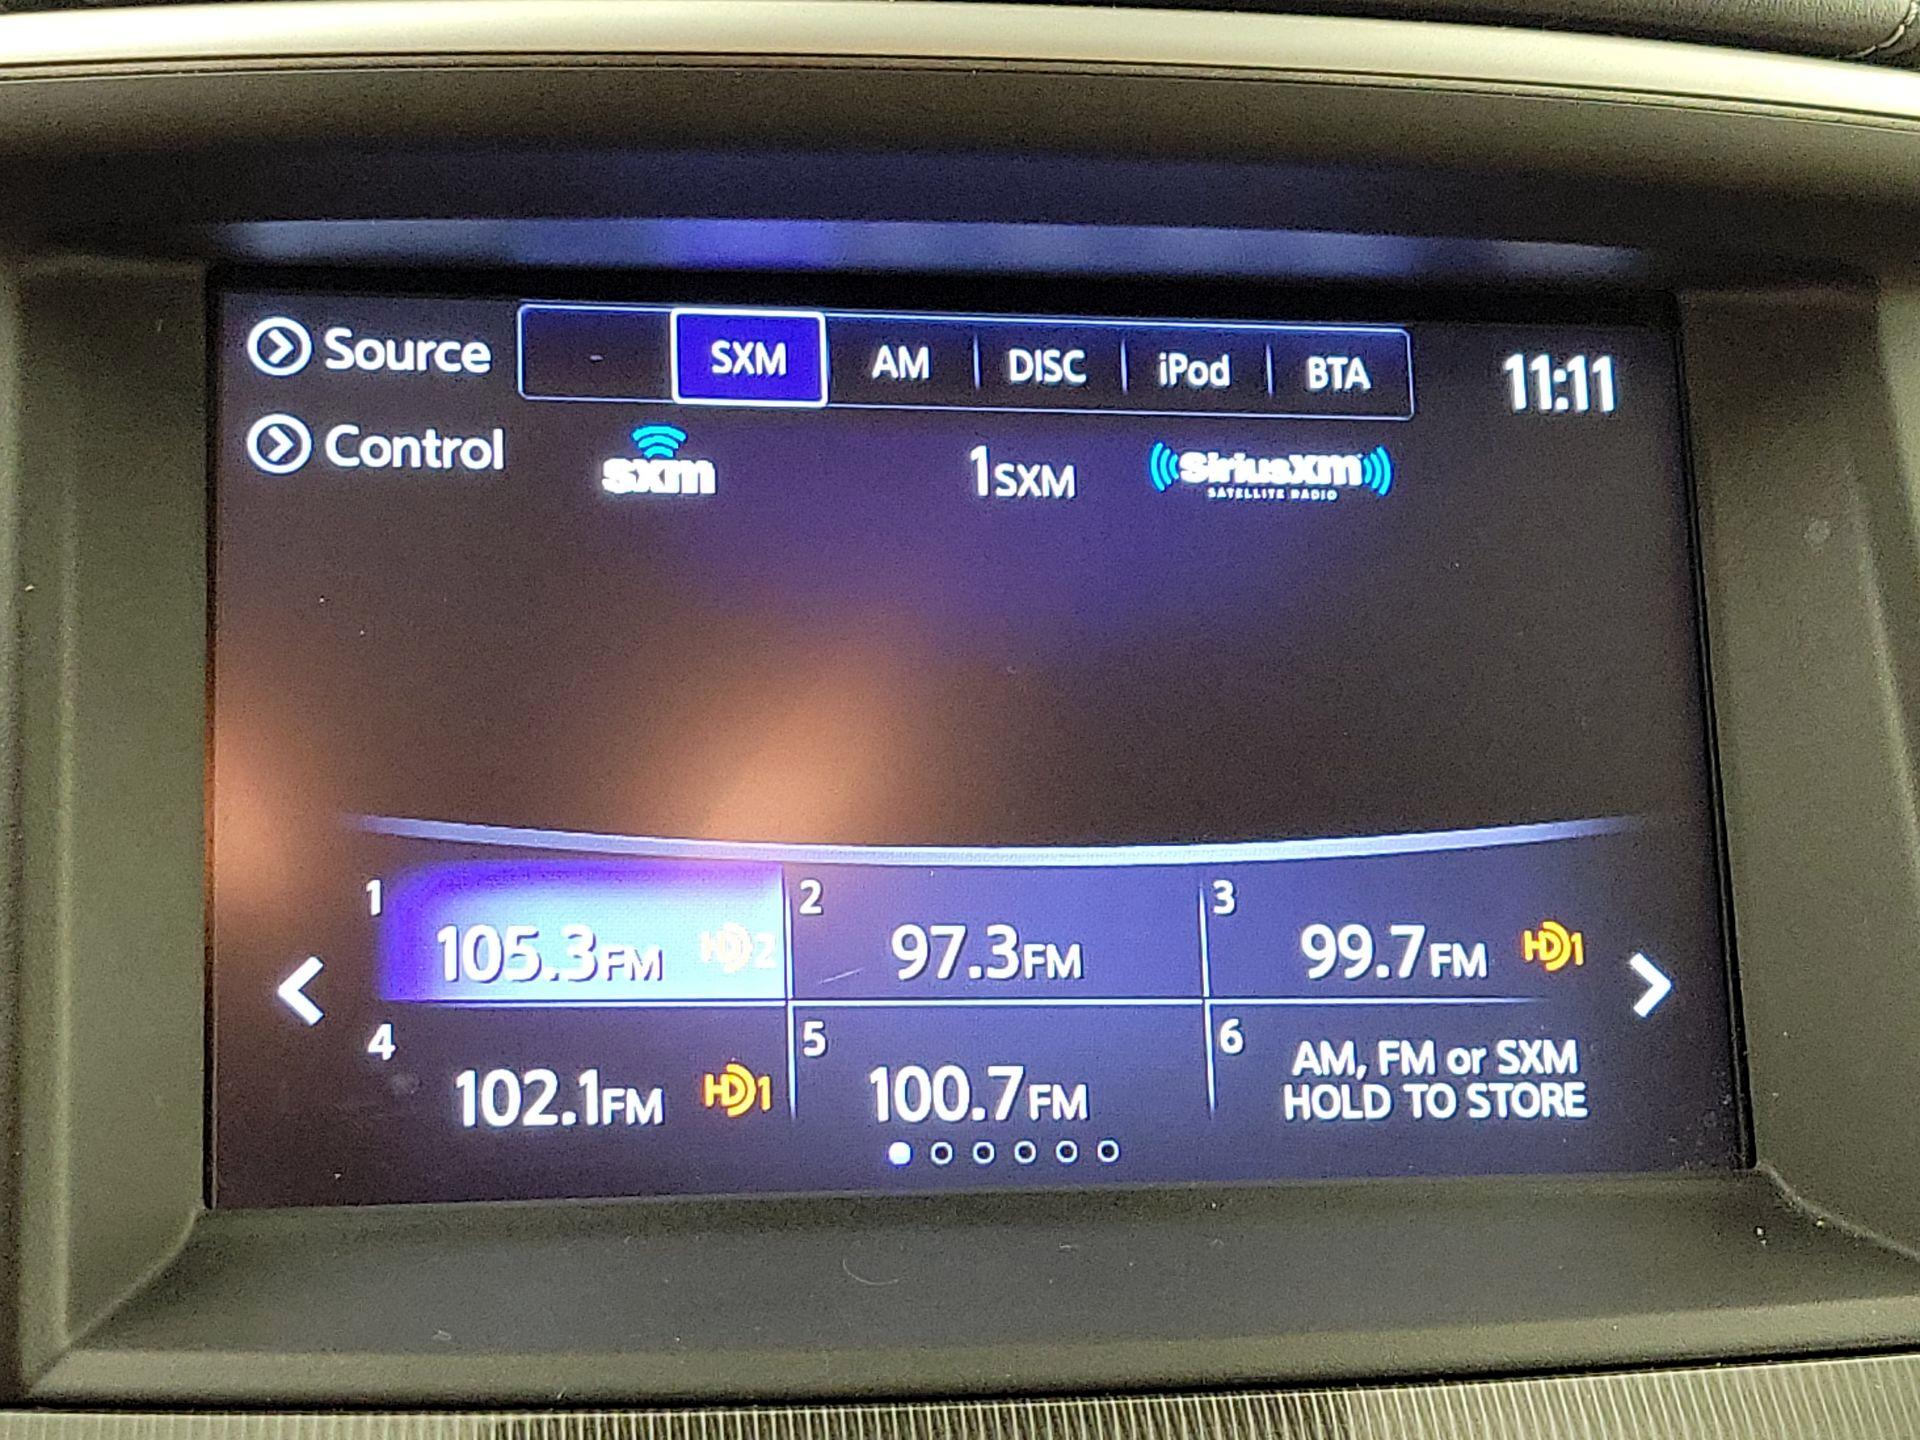 Source - SXM AM DISC iPod BTA 11:11
Control sxm 1SXM SiriusXM
SATELLITE RADIO
1 2 3
105.3FM HD2 97.3FM 99.7FM HD1
4 5 6
AM, FM or SXM
102.1FM HD1 100.7FM HOLD TO STORE